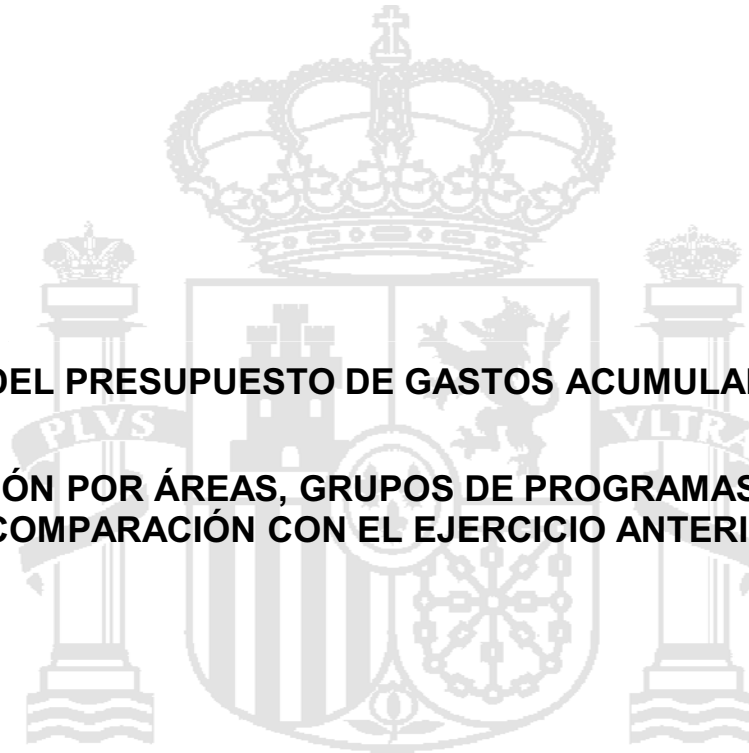 DEL PRESUPUESTO DE GASTOS
PLVS VLTRA
POR ÁREAS, GRUPOS DE PROGRAMAS
COMPARACIÓN CON EL EJERCICIO